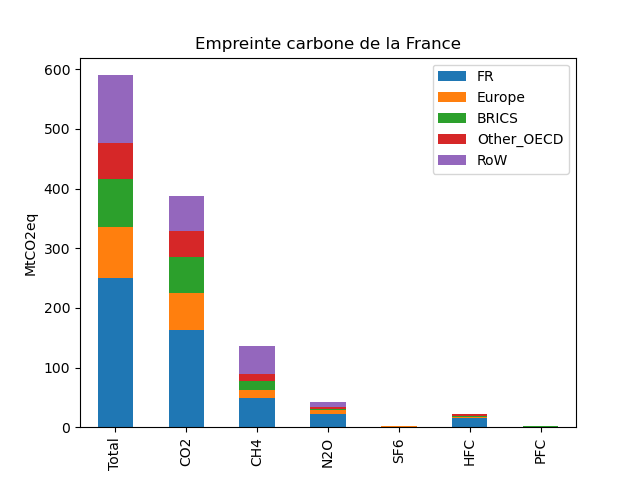 Empreinte carbone de la France
MtCO2eq
600
500
400
300
200
100
0
FR
Europe
BRICS
Other_OECD
RoW
Total
CO2
CH4
N2O
SF6
HFC
PFC